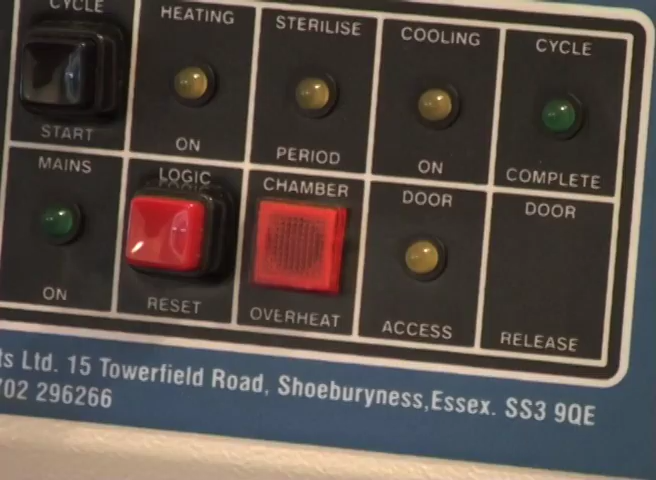 CYCLE
START
HEATING
ON
STERILISE
PERIOD
COOLING
ON
CYCLE
COMPLETE
MAINS
ON
LOGIC
RESET
CHAMBER
OVERHEAT
DOOR
ACCESS
DOOR
RELEASE
ts Ltd. 15 Towerfield Road, Shoeburyness,Essex. SS3 9QE
702 296266